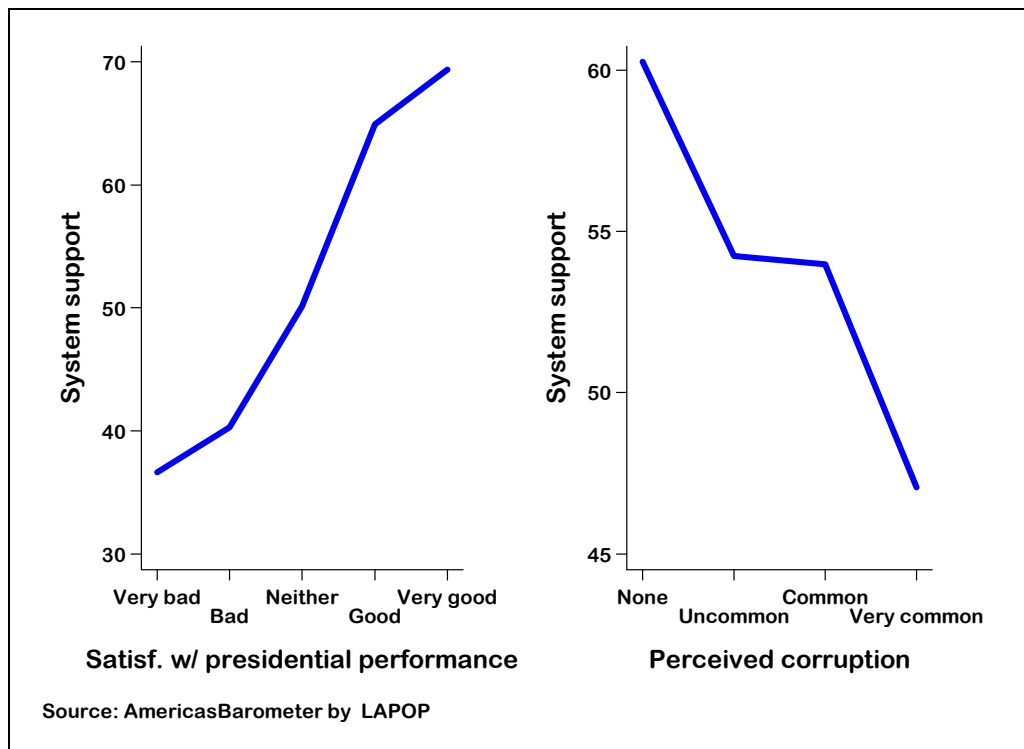 70
60
50
40
30
System support
Very bad
Bad
Neither
Good
Very good
Satisf. w/ presidential performance
60
55
50
45
System support
None
Uncommon
Common
Very common
Perceived corruption
Source: AmericasBarometer by LAPOP